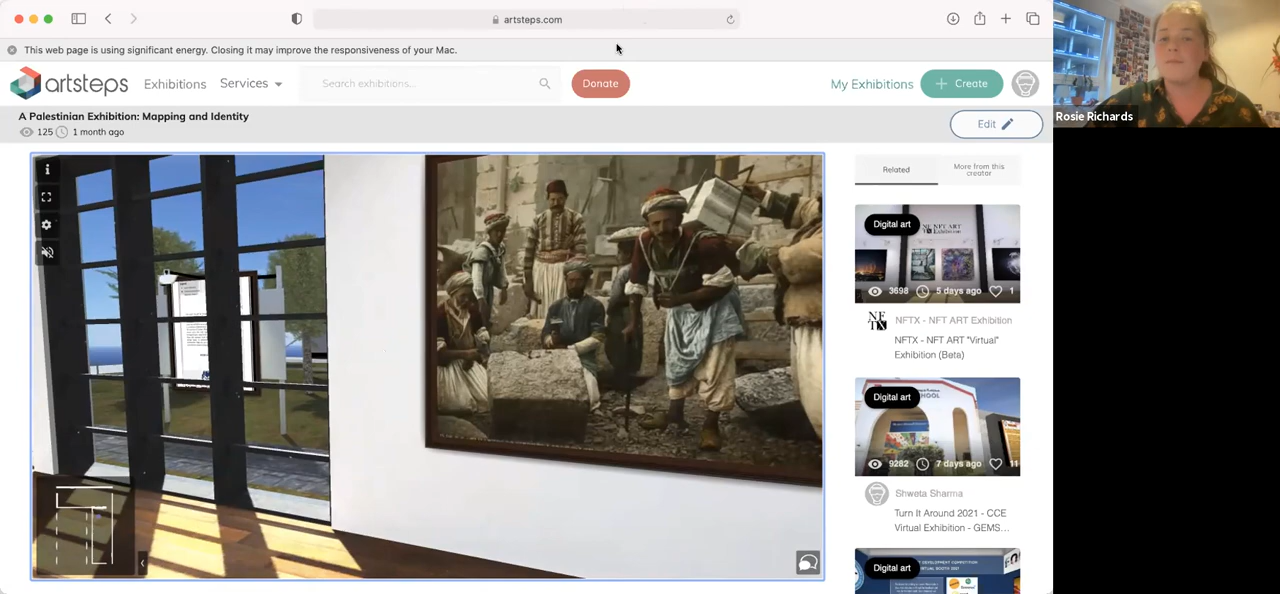 artsteps.com
This web page is using significant energy. Closing it may improve the responsiveness of your Mac.
artsteps
Exhibitions
Services
Search exhibitions...
Donate
My Exhibitions
+ Create
A Palestinian Exhibition: Mapping and Identity
125
1 month ago
Edit
Related
More from this
creator
Digital art
NFT ART
3698
5 days ago
1
NFTX - NFT ART Exhibition
NFTX - NFT ART "Virtual"
Exhibition (Beta)
Digital art
9282
7 days ago
11
Shweta Sharma
Turn It Around 2021 - CCE
Virtual Exhibition - GEMS...
Digital art
Rosie Richards